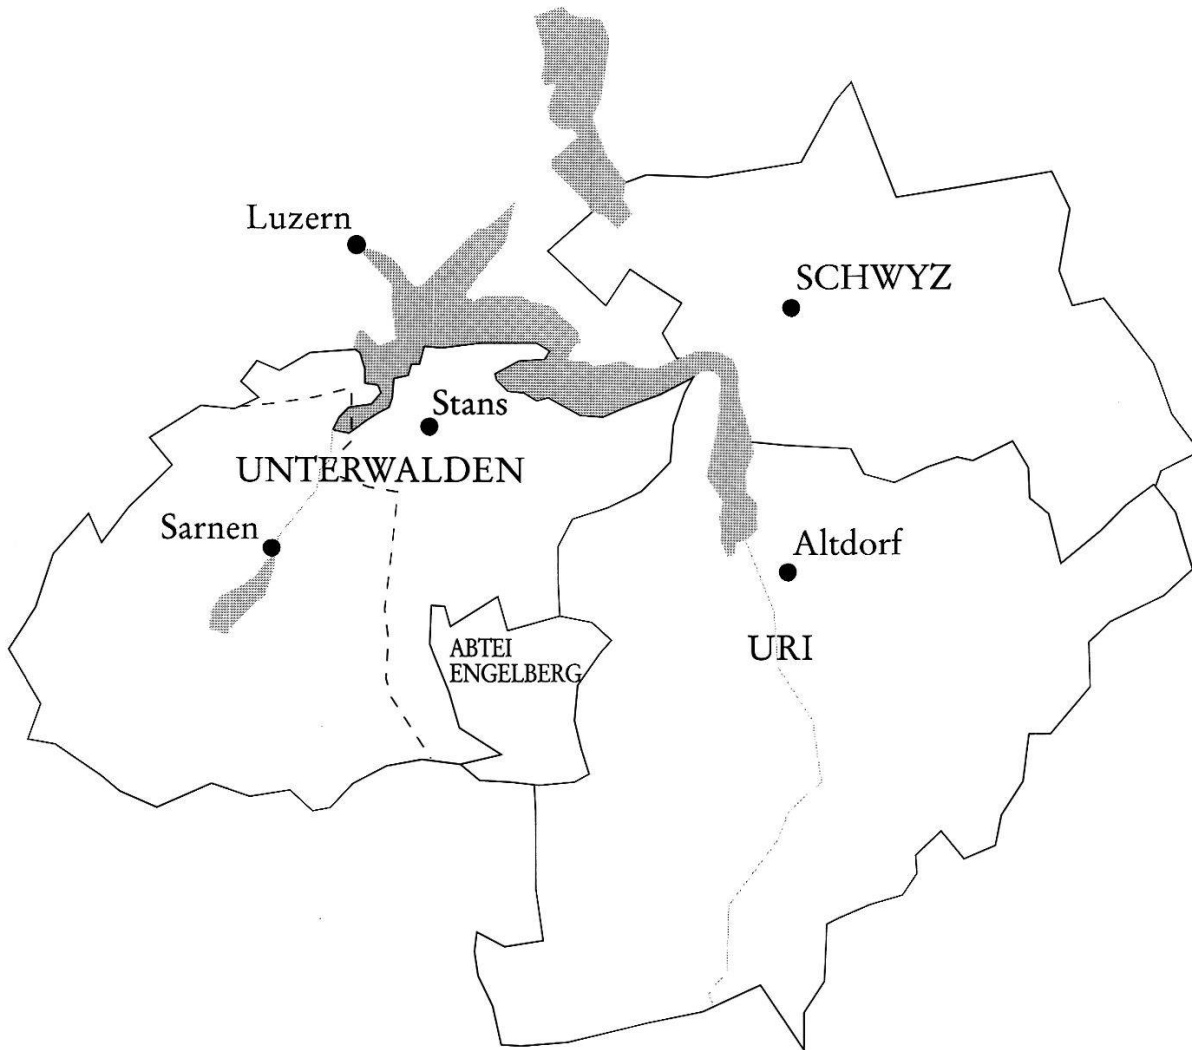 Luzern
SCHWYZ
Stans
UNTERWALDEN
Sarnen
Altdorf
ABTEI
ENGELBERG
URI